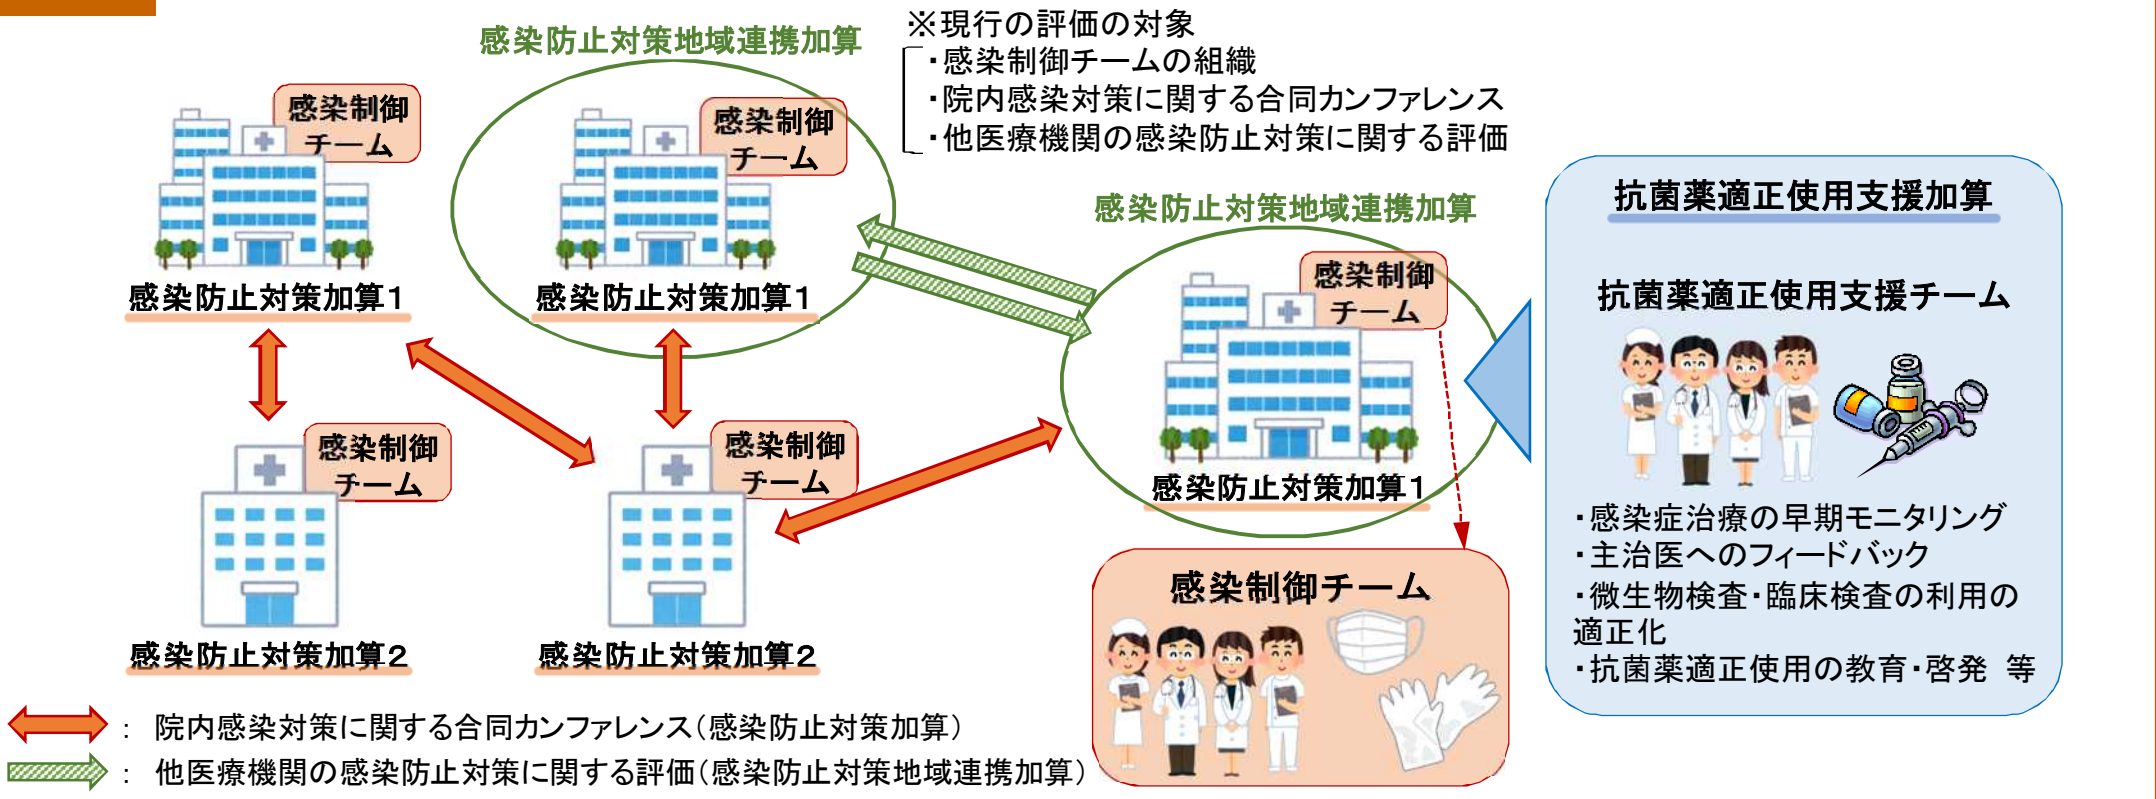 感染防止対策地域連携加算
※現行の評価の対象
・感染制御チームの組織
・院内感染対策に関する合同カンファレンス
・他医療機関の感染防止対策に関する評価
感染制御
チーム
感染防止対策加算1
感染制御
チーム
感染防止対策加算1
感染防止対策地域連携加算
感染制御
チーム
感染防止対策加算1
感染制御
チーム
感染防止対策加算2
感染制御
チーム
感染防止対策加算2
感染制御チーム
抗菌薬適正使用支援加算
抗菌薬適正使用支援チーム
・感染症治療の早期モニタリング
・主治医へのフィードバック
・微生物検査・臨床検査の利用の
適正化
・抗菌薬適正使用の教育・啓発 等
： 院内感染対策に関する合同カンファレンス（感染防止対策加算）
： 他医療機関の感染防止対策に関する評価（感染防止対策地域連携加算）